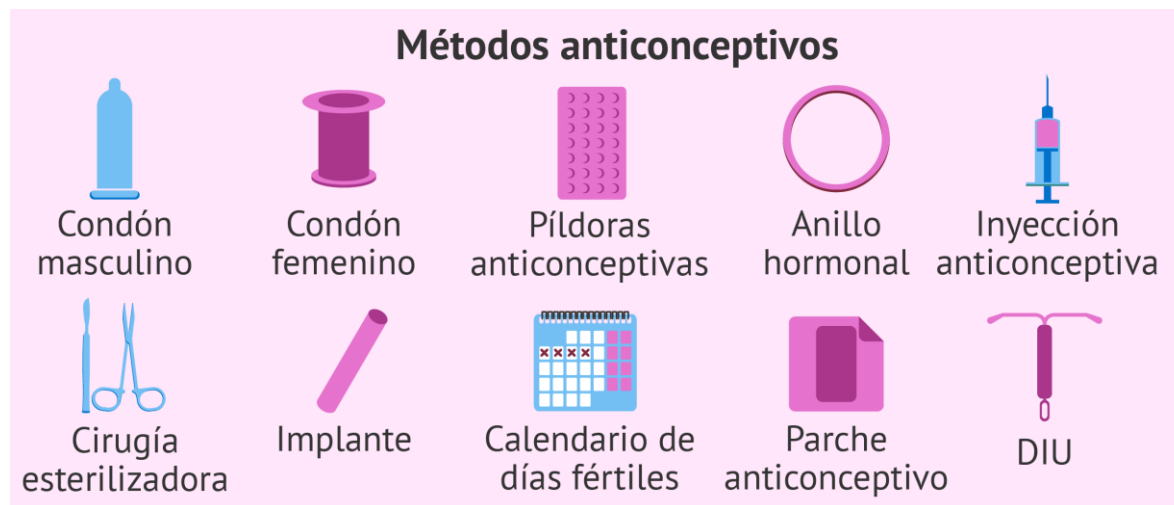 Métodos anticonceptivos
Condón
masculino
Condón
femenino
Píldoras
anticonceptivas
Anillo
hormonal
Inyección
anticonceptiva
Cirugía
esterilizadora
Implante
Calendario de
días fértiles
Parche
anticonceptivo
DIU